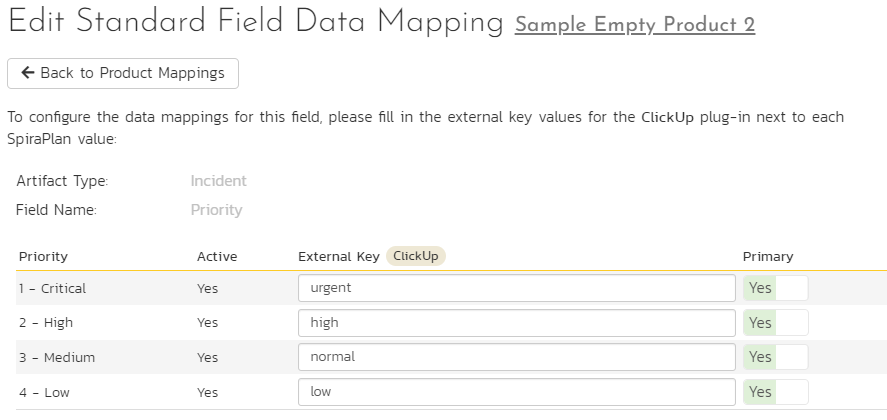 Edit Standard Field Data Mapping Sample Empty Product 2
Back to Product Mappings
To configure the data mappings for this field, please fill in the external key values for the ClickUp plug-in next to each
SpiraPlan value:
Artifact Type: Incident
Field Name: Priority
Priority Active External Key ClickUp Primary
1 - Critical Yes urgent Yes
2 - High Yes high Yes
3 - Medium Yes normal Yes
4 - Low Yes low Yes